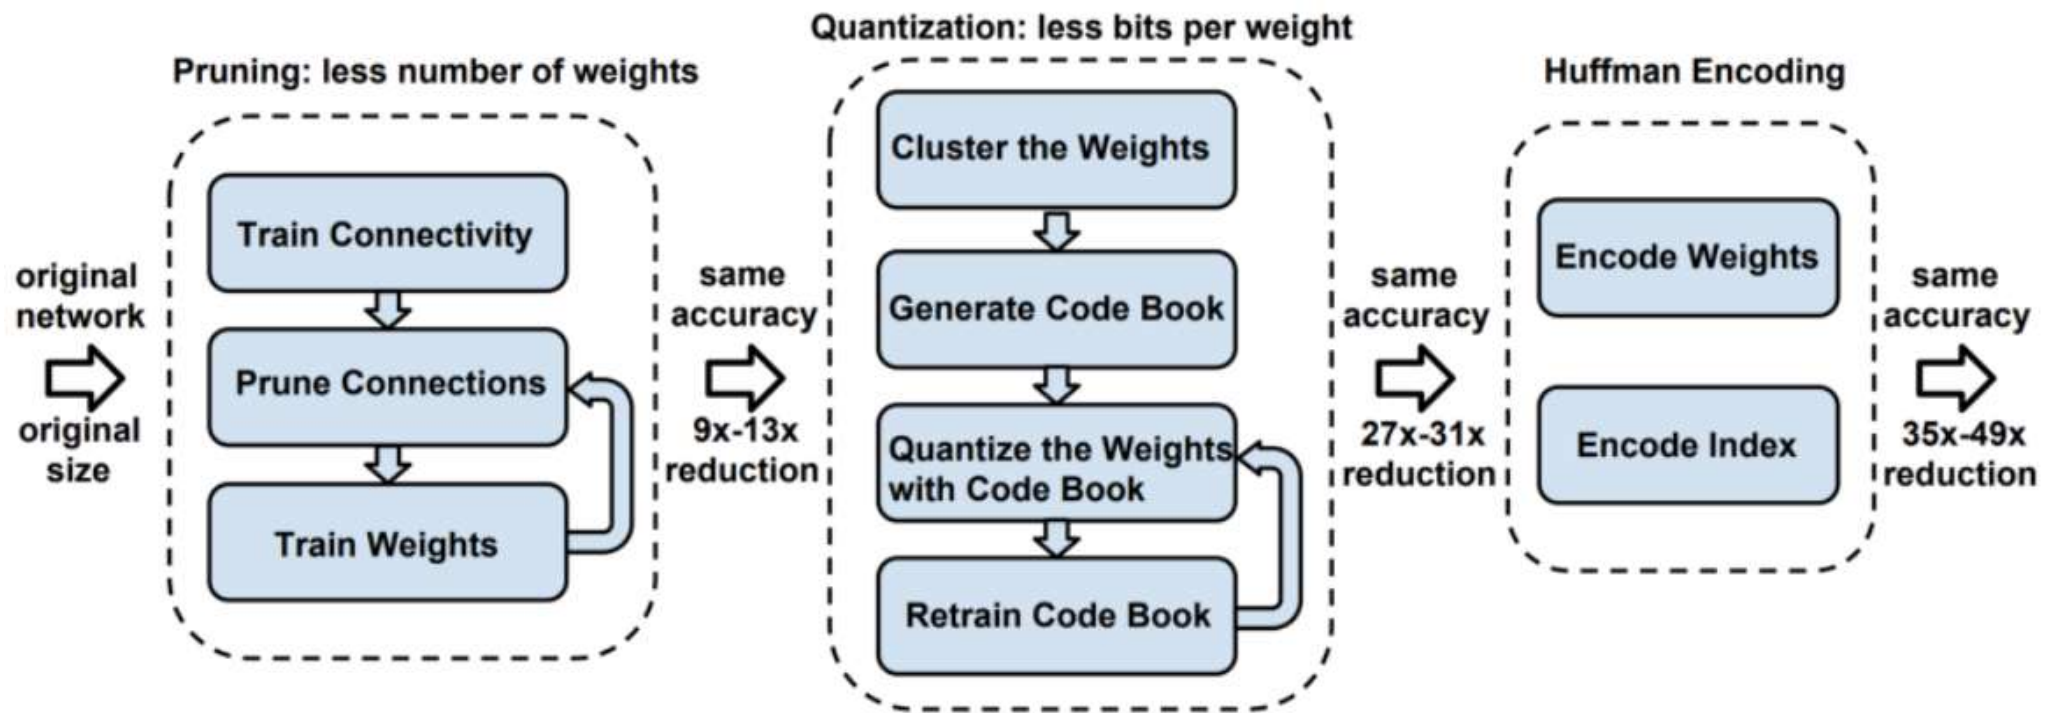 original
network
original
size
Pruning: less number of weights
Train Connectivity
Prune Connections
Train Weights
same
accuracy
9x-13x
reduction
Quantization: less bits per weight
Cluster the Weights
Generate Code Book
Quantize the Weights
with Code Book
Retrain Code Book
same
accuracy
27x-31x
reduction
Huffman Encoding
Encode Weights
Encode Index
same
accuracy
35x-49x
reduction